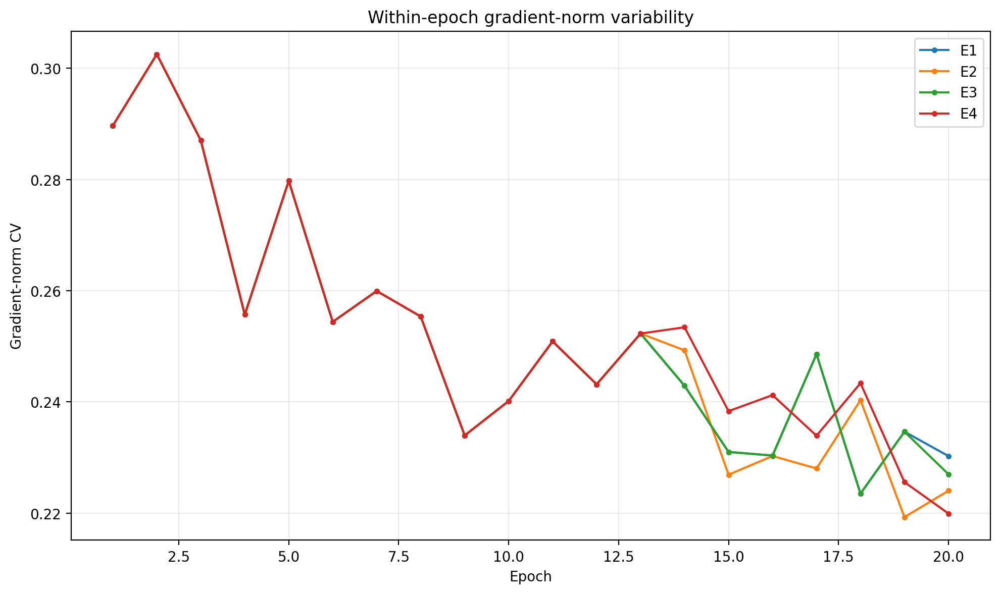 Within-epoch gradient-norm variability
E1
E2
E3
E4
Gradient-norm CV
0.30
0.28
0.26
0.24
0.22
2.5 5.0 7.5 10.0 12.5 15.0 17.5 20.0
Epoch